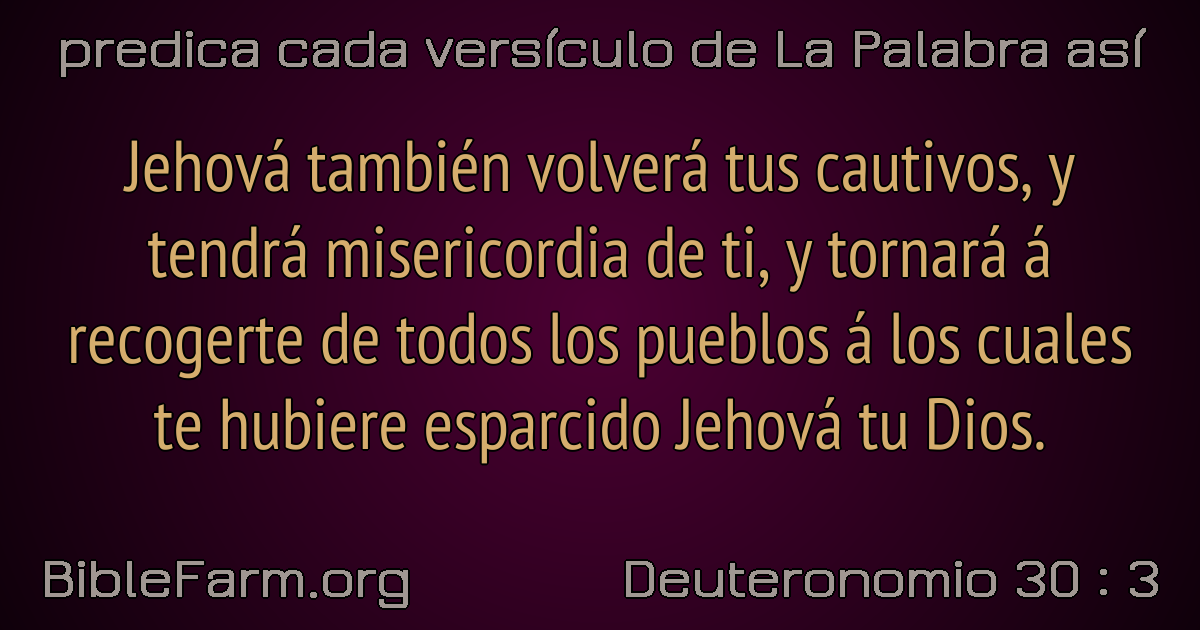 predica cada versículo de La Palabra así
Jehová también volverá tus cautivos, y
tendrá misericordia de ti, y tornará á
recogerte de todos los pueblos á los cuales
te hubiere esparcido Jehová tu Dios.
BibleFarm.org
Deuteronomio 30 : 3